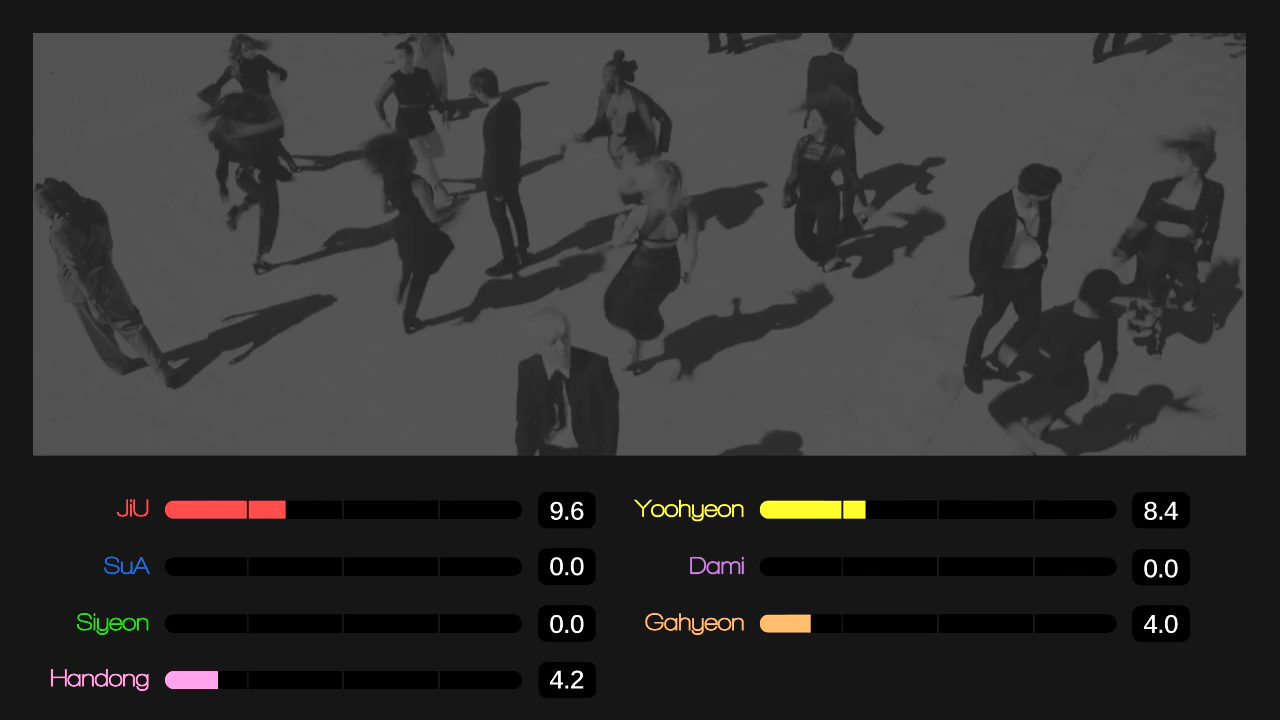 JiU 9.6
Yoohyeon 8.4
SuA 0.0
Dami 0.0
Siyeon 0.0
Gahyeon 4.0
Handong 4.2